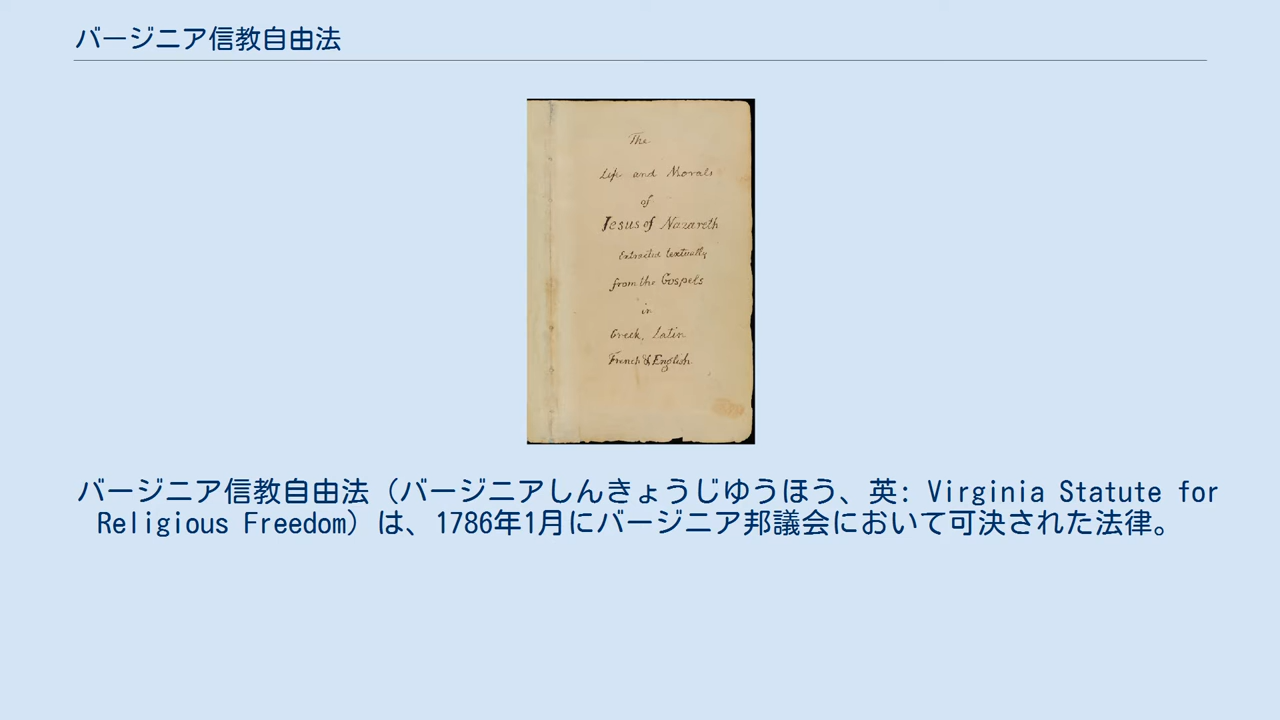 バージニア信教自由法
The
Life and Morals
of
Jesus of Nazareth
Extracted textually
from the Gospels
in
Greek, Latin
French & English
バージニア信教自由法（バージニアしんきょうじゆうほう、英: Virginia Statute for
Religious Freedom）は、1786年1月にバージニア邦議会において可決された法律。